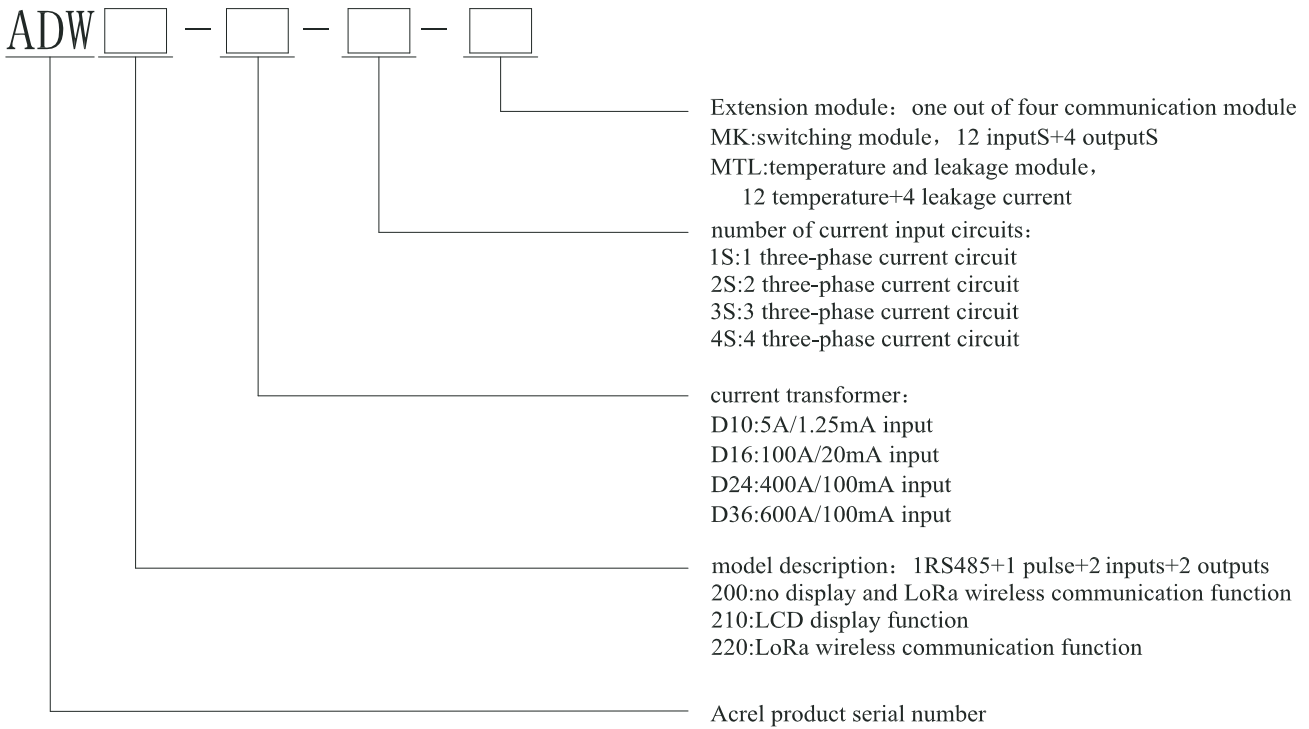 ADW□-□-□-□
Extension module：one out of four communication module
MK:switching module，12 inputS+4 outputS
MTL:temperature and leakage module，
12 temperature+4 leakage current
number of current input circuits：
1S:1 three-phase current circuit
2S:2 three-phase current circuit
3S:3 three-phase current circuit
4S:4 three-phase current circuit
current transformer：
D10:5A/1.25mA input
D16:100A/20mA input
D24:400A/100mA input
D36:600A/100mA input
model description：1RS485+1 pulse+2 inputs+2 outputs
200:no display and LoRa wireless communication function
210:LCD display function
220:LoRa wireless communication function
Acrel product serial number